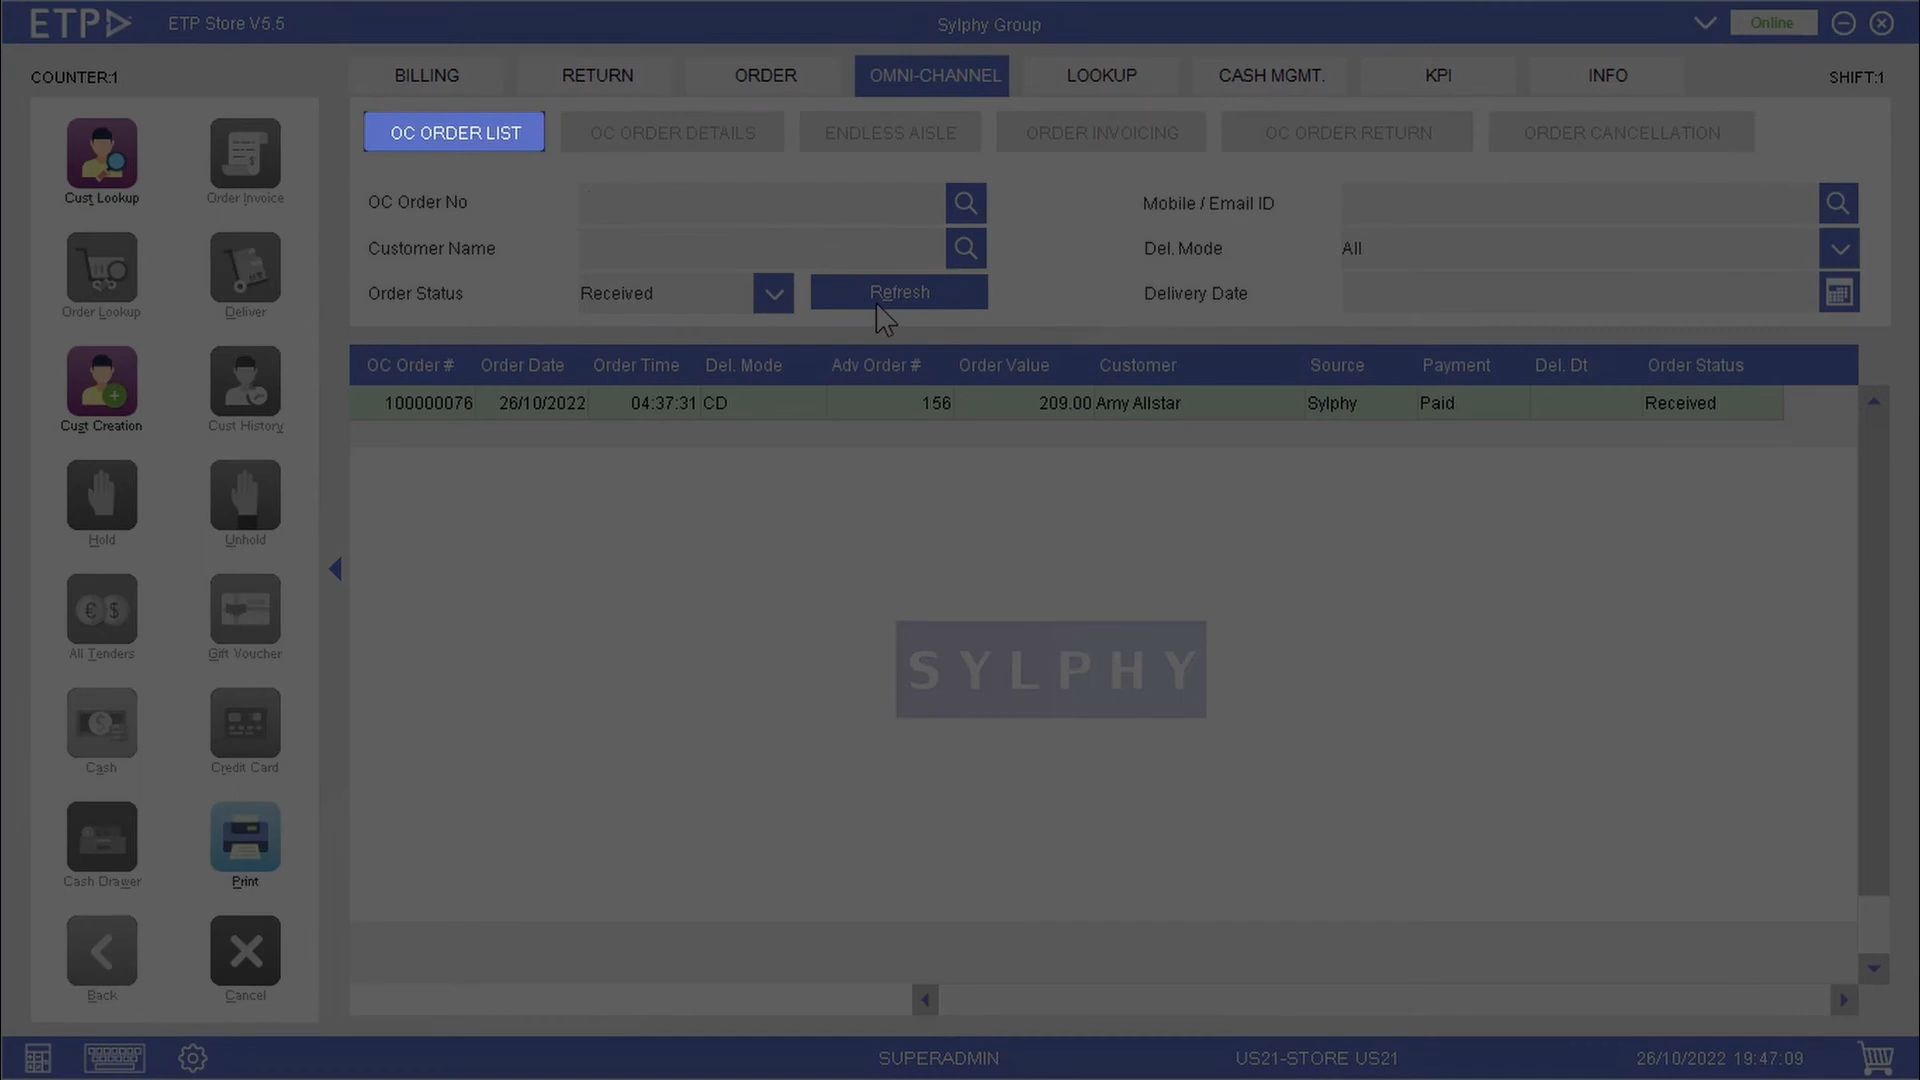 ETP ETP Store V5.5 Sylphy Group Online
COUNTER:1 BILLING RETURN ORDER OMNI-CHANNEL LOOKUP CASH MGMT. KPI INFO SHIFT:1
OC ORDER LIST OC ORDER DETAILS ENDLESS AISLE ORDER INVOICING OC ORDER RETURN ORDER CANCELLATION
Cust Lookup Order Invoice
OC Order No Mobile / Email ID
Customer Name Del. Mode All
Order Status Received Refresh Delivery Date
Order Lookup Deliver
OC Order # Order Date Order Time Del. Mode Adv Order # Order Value Customer Source Payment Del. Dt Order Status
100000076 26/10/2022 04:37:31 CD 156 209.00 Amy Allstar Sylphy Paid Received
Cust Creation Cust History
Hold Unhold
All Tenders Gift Voucher
SYLPHY
Cash Credit Card
Cash Drawer Print
Back Cancel
SUPERADMIN US21-STORE US21 26/10/2022 19:47:09